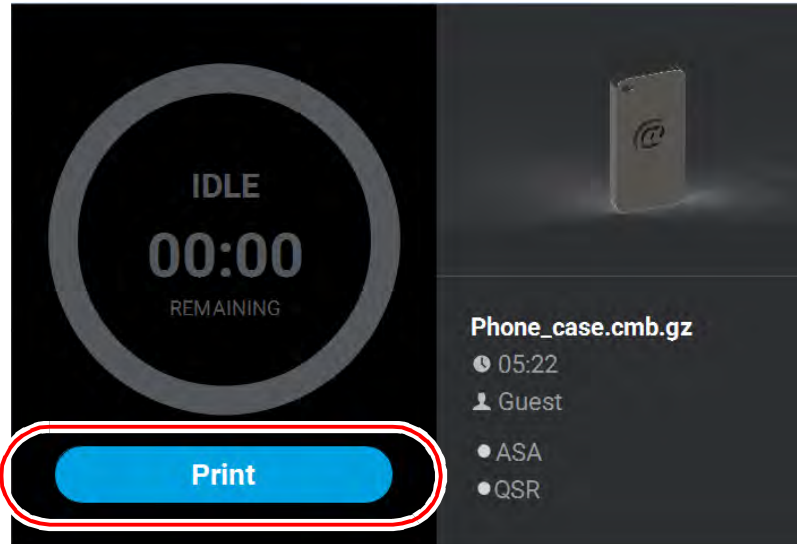 IDLE
00:00
REMAINING
Print
@
Phone_case.cmb.gz
05:22
Guest
ASA
QSR